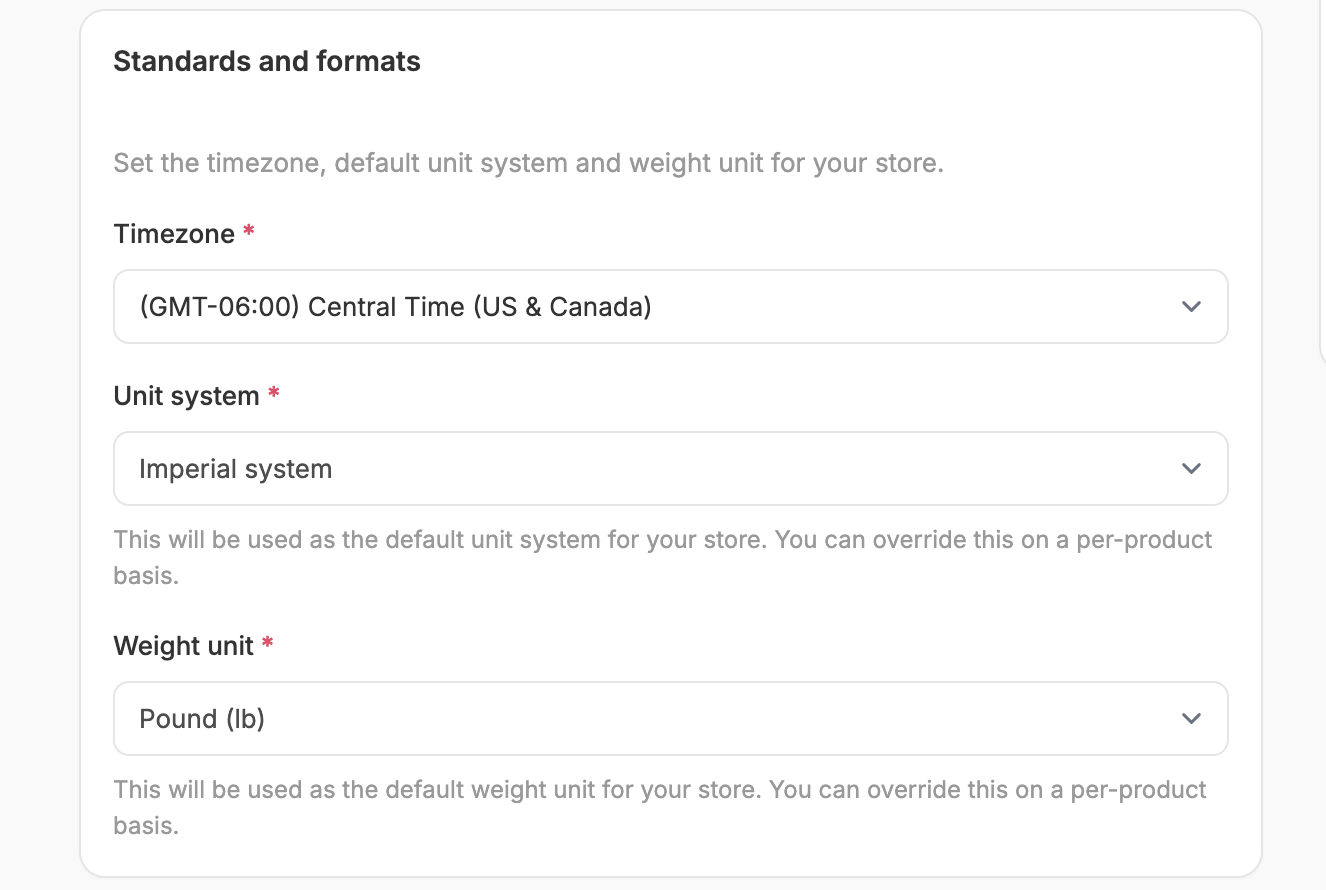 Standards and formats
Set the timezone, default unit system and weight unit for your store.
Timezone *
(GMT-06:00) Central Time (US & Canada)
Unit system *
Imperial system
This will be used as the default unit system for your store. You can override this on a per-product
basis.
Weight unit *
Pound (lb)
This will be used as the default weight unit for your store. You can override this on a per-product
basis.